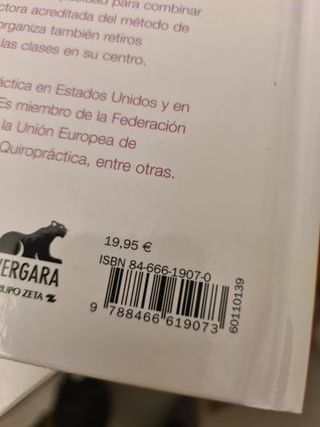 para combinar
ctora acreditada del método de
organiza también retiros
las clases en su centro.
áctica en Estados Unidos y en
Es miembro de la Federación
la Unión Europea de
Quiropráctica, entre otras.
VERGARA
GRUPO ZETA
19,95 €
ISBN 84-666-1907-0
9 788466 619073
60110139